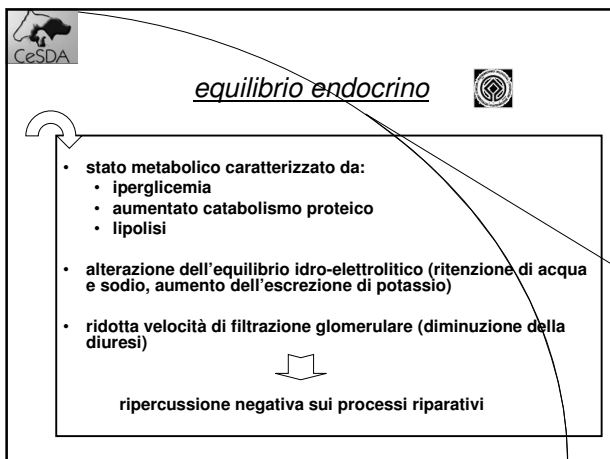 CeSDA
equilibrio endocrino
• stato metabolico caratterizzato da:
• iperglicemia
• aumentato catabolismo proteico
• lipolisi
• alterazione dell'equilibrio idro-elettrolitico (ritenzione di acqua
e sodio, aumento dell'escrezione di potassio)
• ridotta velocità di filtrazione glomerulare (diminuzione della
diuresi)
ripercussione negativa sui processi riparativi